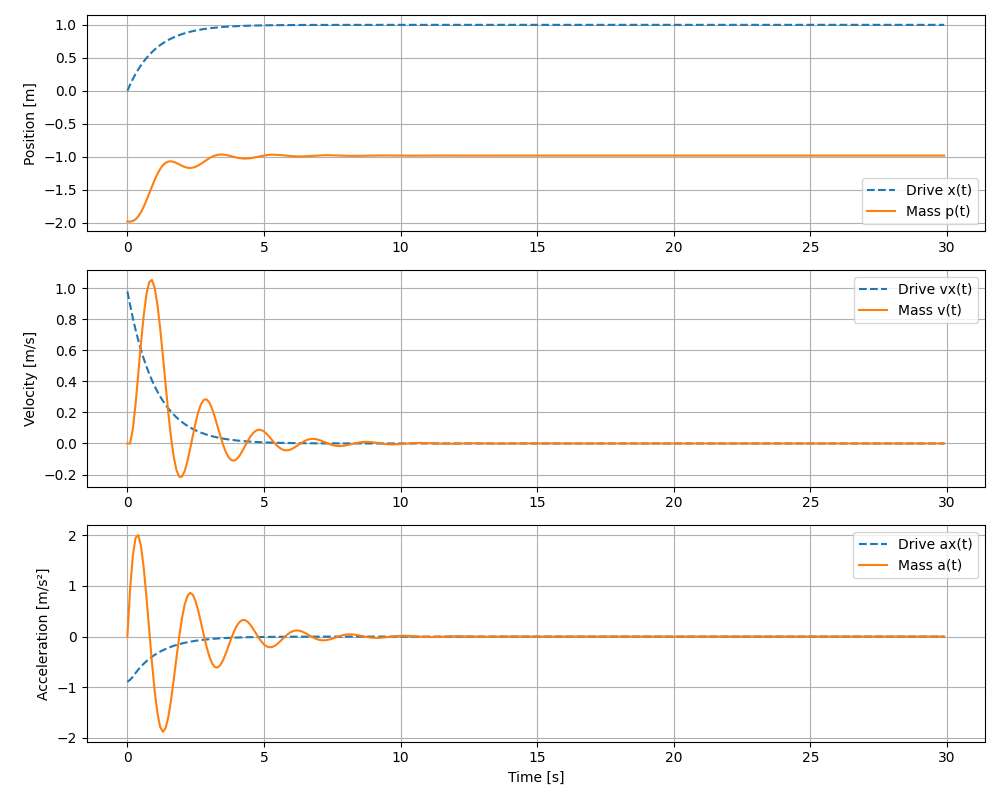 1.0
0.5
0.0
−0.5
−1.0
−1.5
−2.0
Position [m]
Drive x(t)
Mass p(t)
0 5 10 15 20 25 30
1.0
0.8
0.6
0.4
0.2
0.0
−0.2
Velocity [m/s]
Drive vx(t)
Mass v(t)
0 5 10 15 20 25 30
2
1
0
−1
−2
Acceleration [m/s²]
Drive ax(t)
Mass a(t)
0 5 10 15 20 25 30
Time [s]